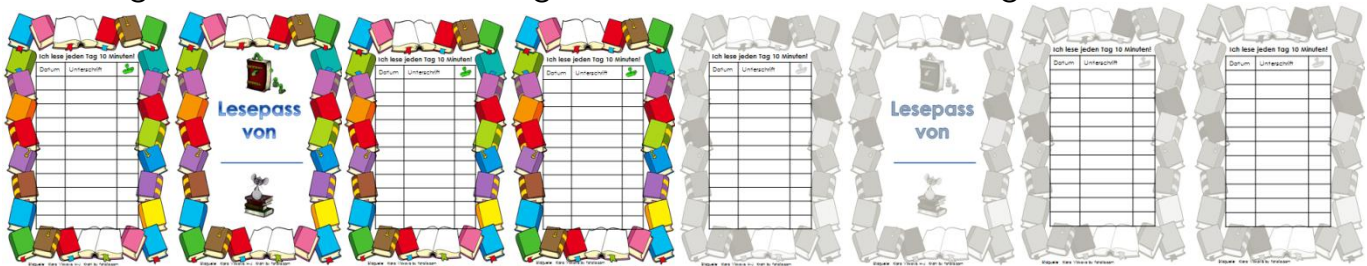 Ich lese jeden Tag 10 Minuten!
Datum Unterschrift
Lesepass
von
Ich lese jeden Tag 10 Minuten!
Datum Unterschrift
Ich lese jeden Tag 10 Minuten!
Datum Unterschrift
Ich lese jeden Tag 10 Minuten!
Datum Unterschrift
Lesepass
von
Ich lese jeden Tag 10 Minuten!
Datum Unterschrift
Ich lese jeden Tag 10 Minuten!
Datum Unterschrift